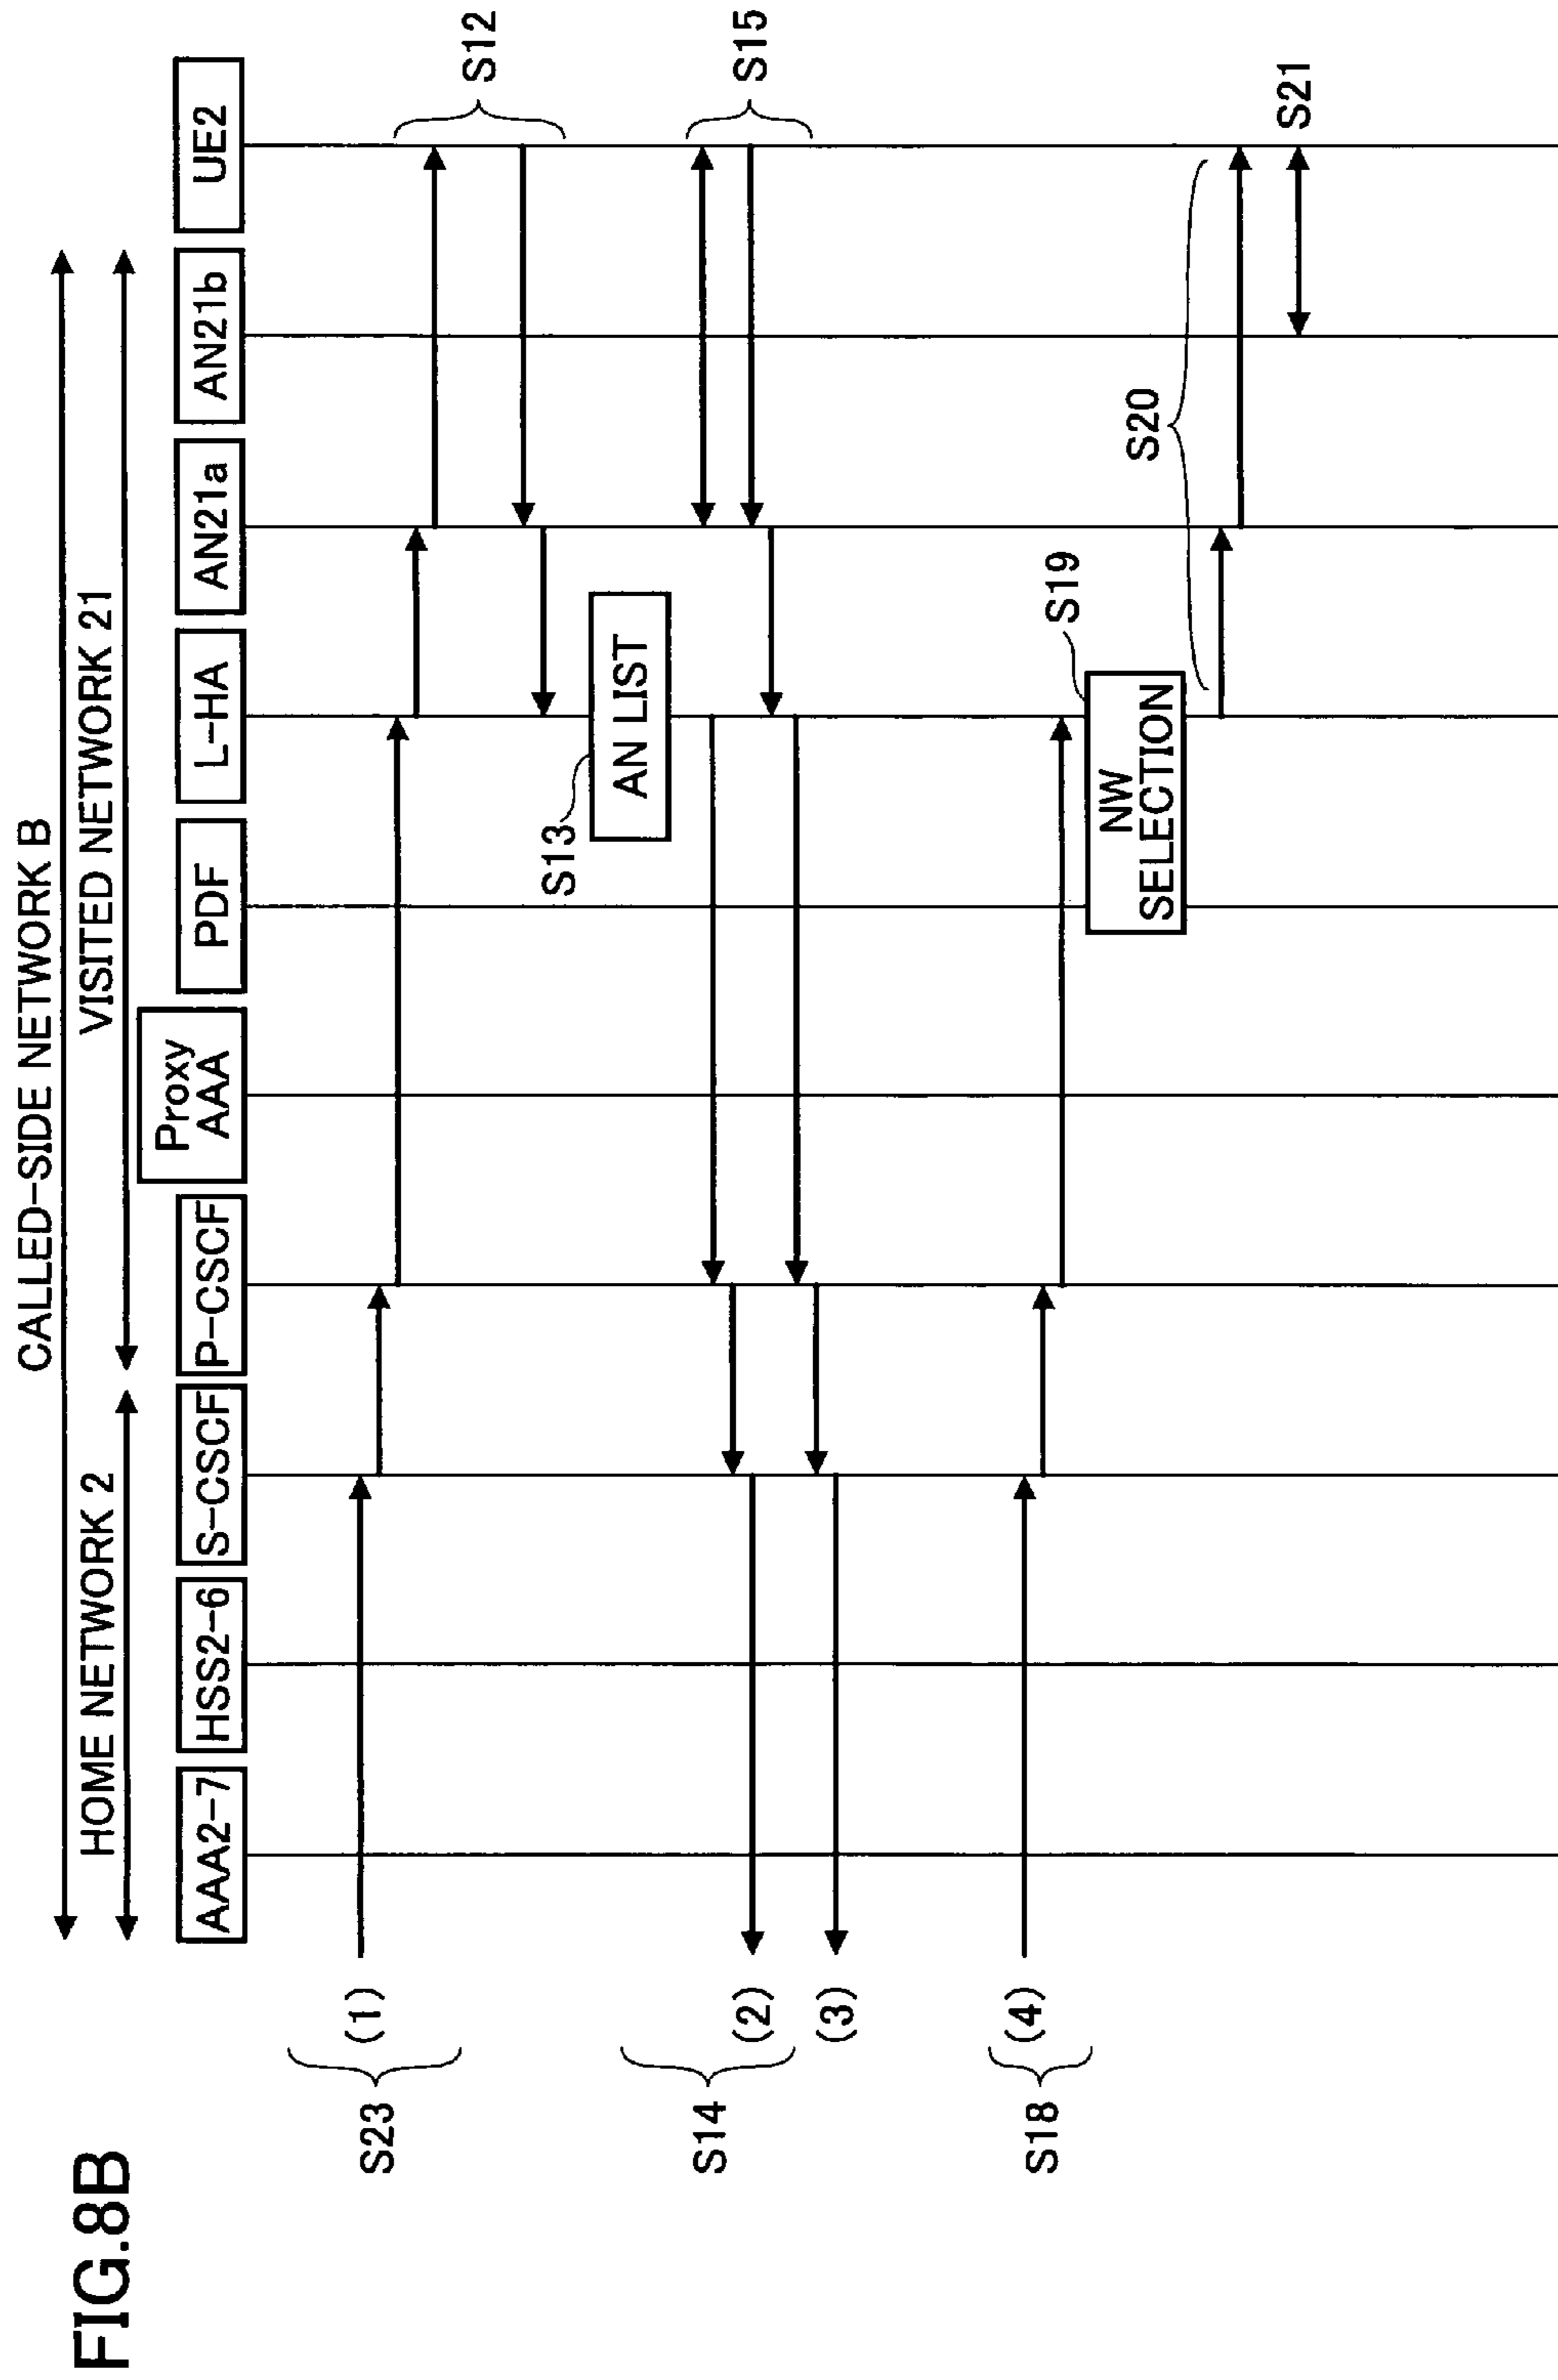 FIG.8B
CALLED-SIDE NETWORK B
HOME NETWORK 2
VISITED NETWORK 21
AAA2-7
HSS2-6
S-CSCF
P-CSCF
Proxy
AAA
PDF
L-HA
AN21a
AN21b
UE2
S23
(1)
S12
S13
AN LIST
S14
(2)
(3)
S15
S18
(4)
S19
NW
SELECTION
S20
S21